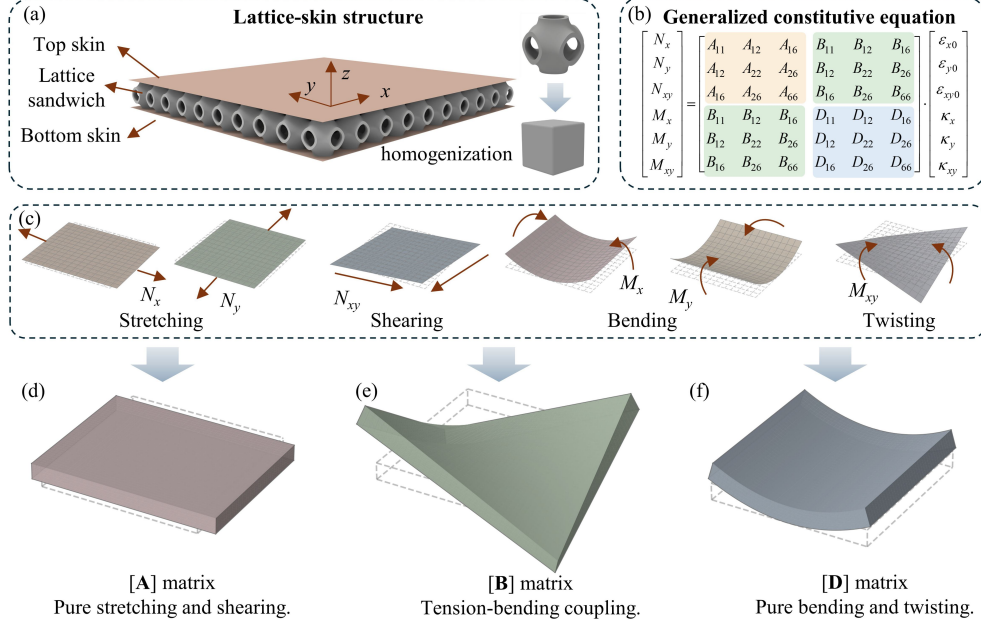 (a)
Lattice-skin structure
Top skin
Lattice
sandwich
Bottom skin
z
y
x
homogenization
(b)
Generalized constitutive equation
N_x A_11 A_12 A_16 B_11 B_12 B_16 ε_x0
N_y A_12 A_22 A_26 B_12 B_22 B_26 ε_y0
N_xy A_16 A_26 A_66 B_16 B_26 B_66 ε_xy0
= ·
M_x B_11 B_12 B_16 D_11 D_12 D_16 κ_x
M_y B_12 B_22 B_26 D_12 D_22 D_26 κ_y
M_xy B_16 B_26 B_66 D_16 D_26 D_66 κ_xy
(c)
N_x
N_y
Stretching
N_xy
Shearing
M_x
M_y
Bending
M_xy
Twisting
(d)
[A] matrix
Pure stretching and shearing.
(e)
[B] matrix
Tension-bending coupling.
(f)
[D] matrix
Pure bending and twisting.